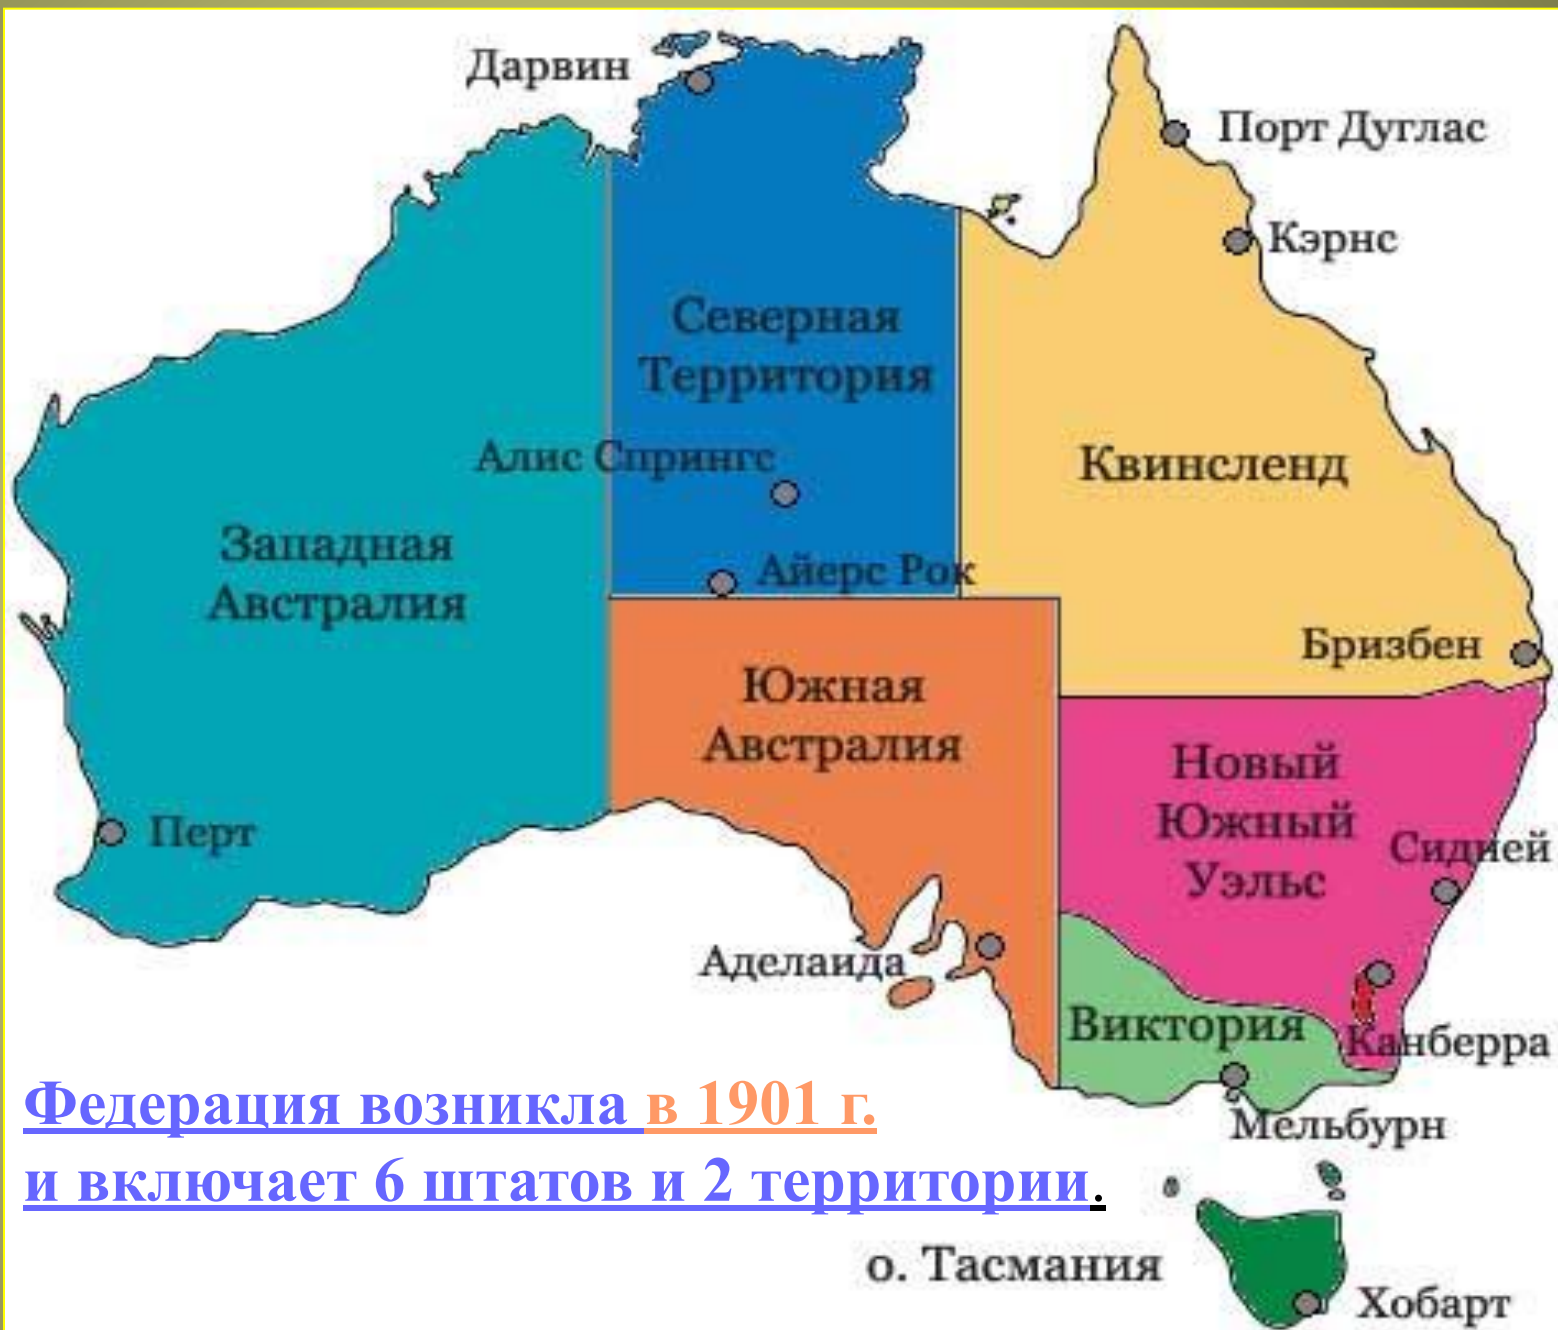 Дарвин
Порт Дуглас
Кэрнс
Северная
Территория
Алис Спрингс
Квинсленд
Западная
Австралия
Айерс Рок
Бризбен
Южная
Австралия
Новый
Южный
Уэльс
Сидней
Перт
Аделаида
Виктория
Канберра
Мельбурн
Федерация возникла в 1901 г.
и включает 6 штатов и 2 территории.
о. Тасмания
Хобарт